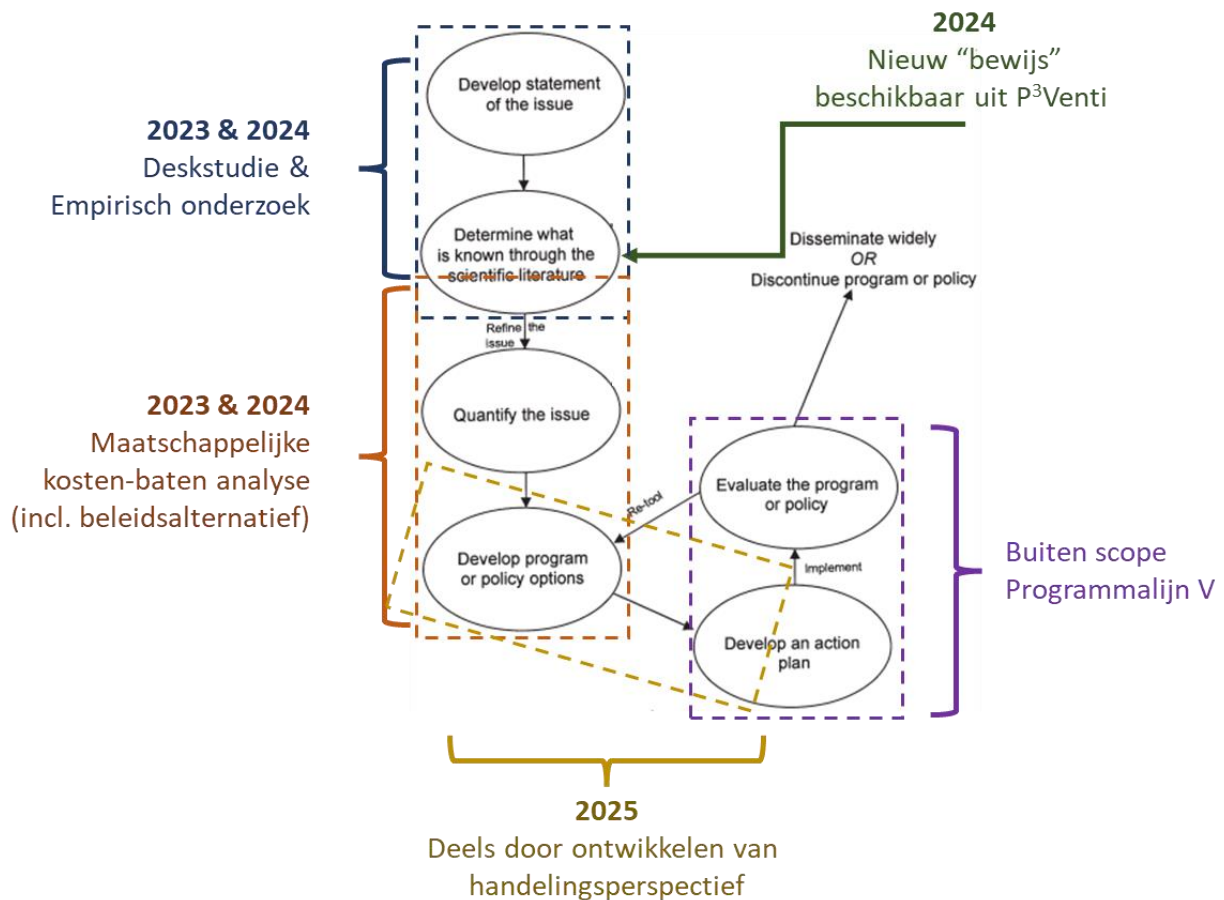 2024
Nieuw “bewijs”
beschikbaar uit P³Venti
2023 & 2024
Deskstudie &
Empirisch onderzoek
Develop statement
of the issue
Determine what
is known through the
scientific literature
Disseminate widely
OR
Discontinue program or policy
Refine the
issue
2023 & 2024
Maatschappelijke
kosten-baten analyse
(incl. beleidsalternatief)
Quantify the issue
Develop program
or policy options
Re-tool
Evaluate the program
or policy
Implement
Develop an action
plan
Buiten scope
Programmalijn V
2025
Deels door ontwikkelen van
handelingsperspectief